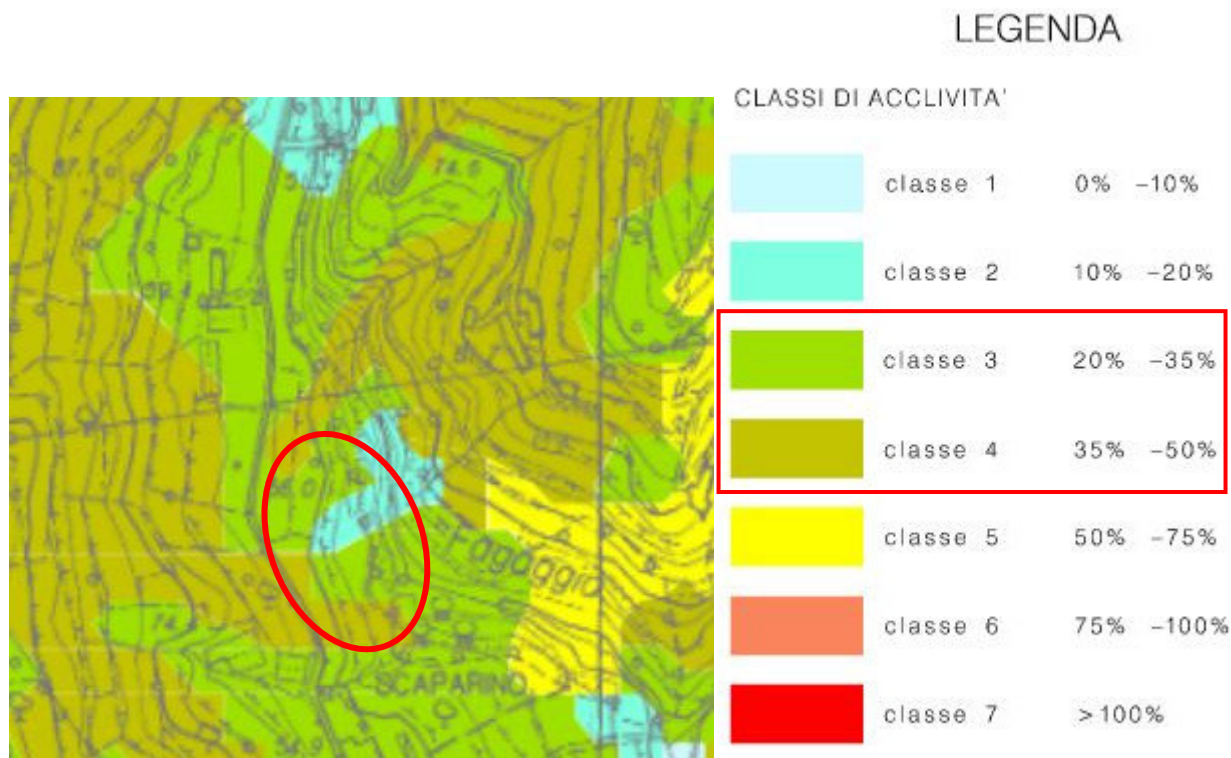 LEGENDA
CLASSI DI ACCLIVITA'
classe 1 0% -10%
classe 2 10% -20%
classe 3 20% -35%
classe 4 35% -50%
classe 5 50% -75%
classe 6 75% -100%
classe 7 >100%
74.6
SCAPARINO